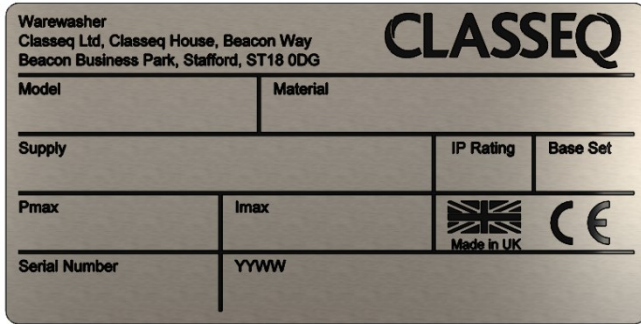 Warewasher
Classeq Ltd, Classeq House, Beacon Way
Beacon Business Park, Stafford, ST18 0DG
CLASSEQ
Model
Material
Supply
IP Rating
Base Set
Pmax
Imax
Made in UK
CE
Serial Number
YYWW